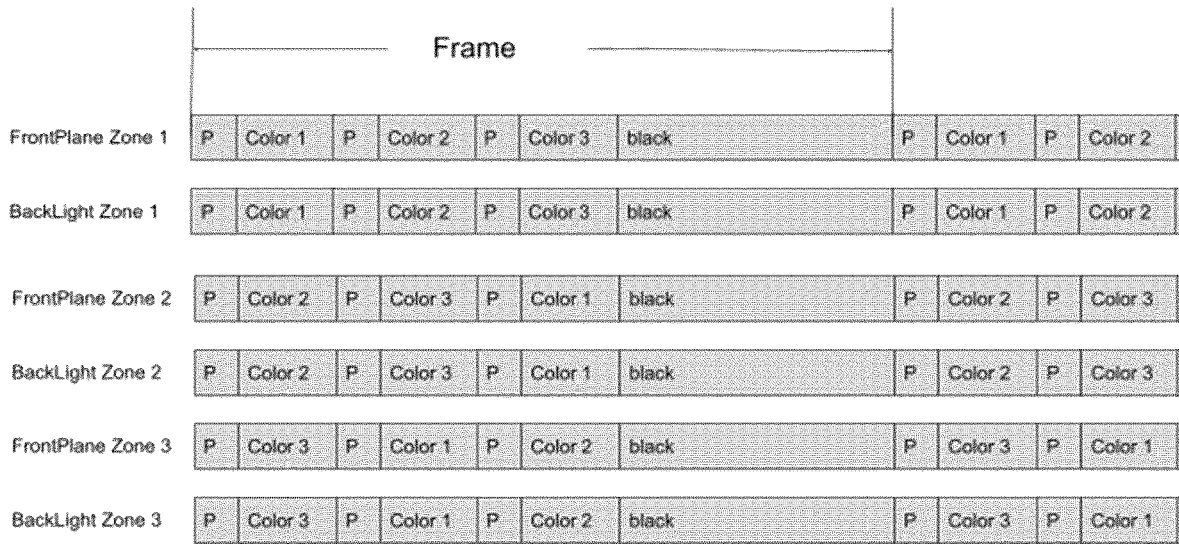 Frame
FrontPlane Zone 1 P Color 1 P Color 2 P Color 3 black P Color 1 P Color 2
BackLight Zone 1 P Color 1 P Color 2 P Color 3 black P Color 1 P Color 2
FrontPlane Zone 2 P Color 2 P Color 3 P Color 1 black P Color 2 P Color 3
BackLight Zone 2 P Color 2 P Color 3 P Color 1 black P Color 2 P Color 3
FrontPlane Zone 3 P Color 3 P Color 1 P Color 2 black P Color 3 P Color 1
BackLight Zone 3 P Color 3 P Color 1 P Color 2 black P Color 3 P Color 1